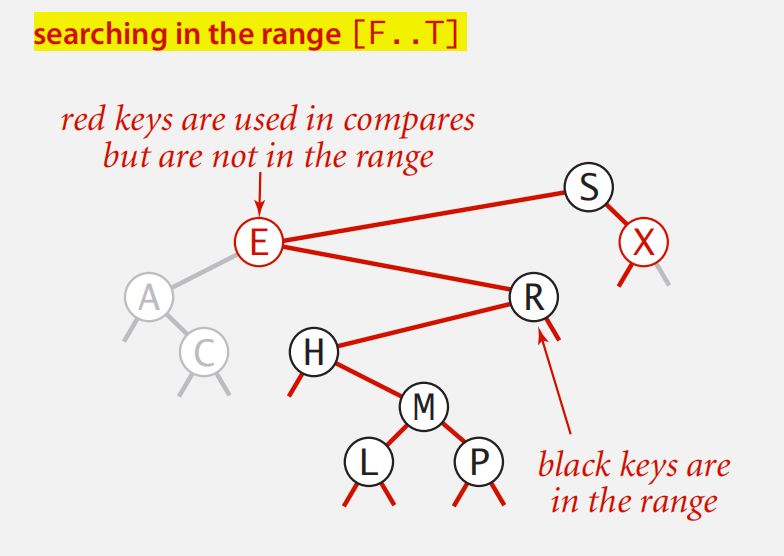 searching in the range [F..T]
red keys are used in compares
but are not in the range
S
E
X
A
R
C
H
M
L
P
black keys are
in the range